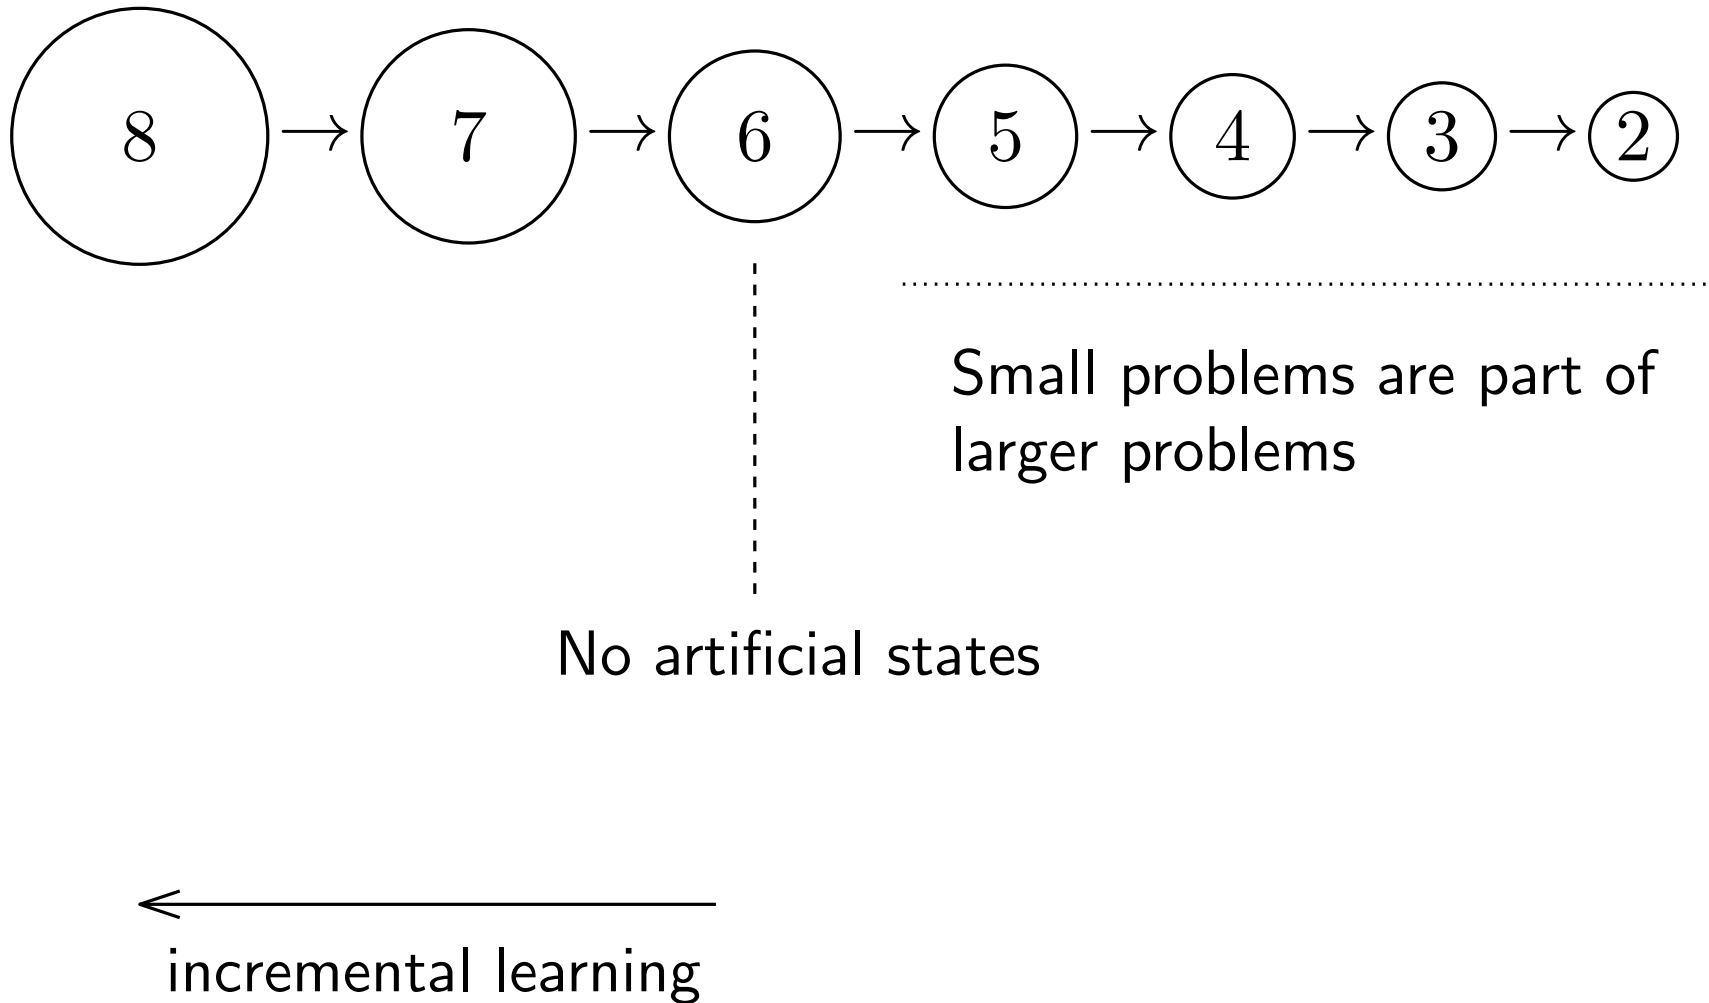 8 → 7 → 6 → 5 → 4 → 3 → 2
Small problems are part of
larger problems
No artificial states
incremental learning